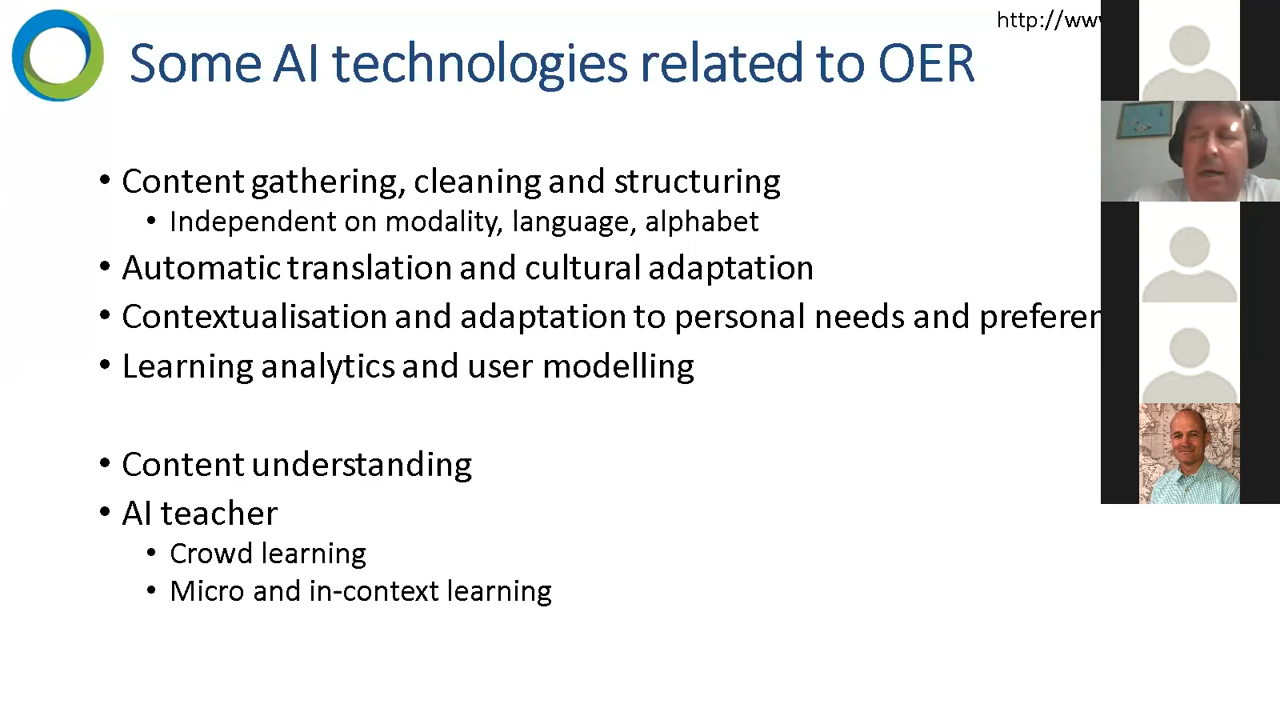 http://www
Some AI technologies related to OER
• Content gathering, cleaning and structuring
• Independent on modality, language, alphabet
• Automatic translation and cultural adaptation
• Contextualisation and adaptation to personal needs and preferen
• Learning analytics and user modelling
• Content understanding
• AI teacher
• Crowd learning
• Micro and in-context learning